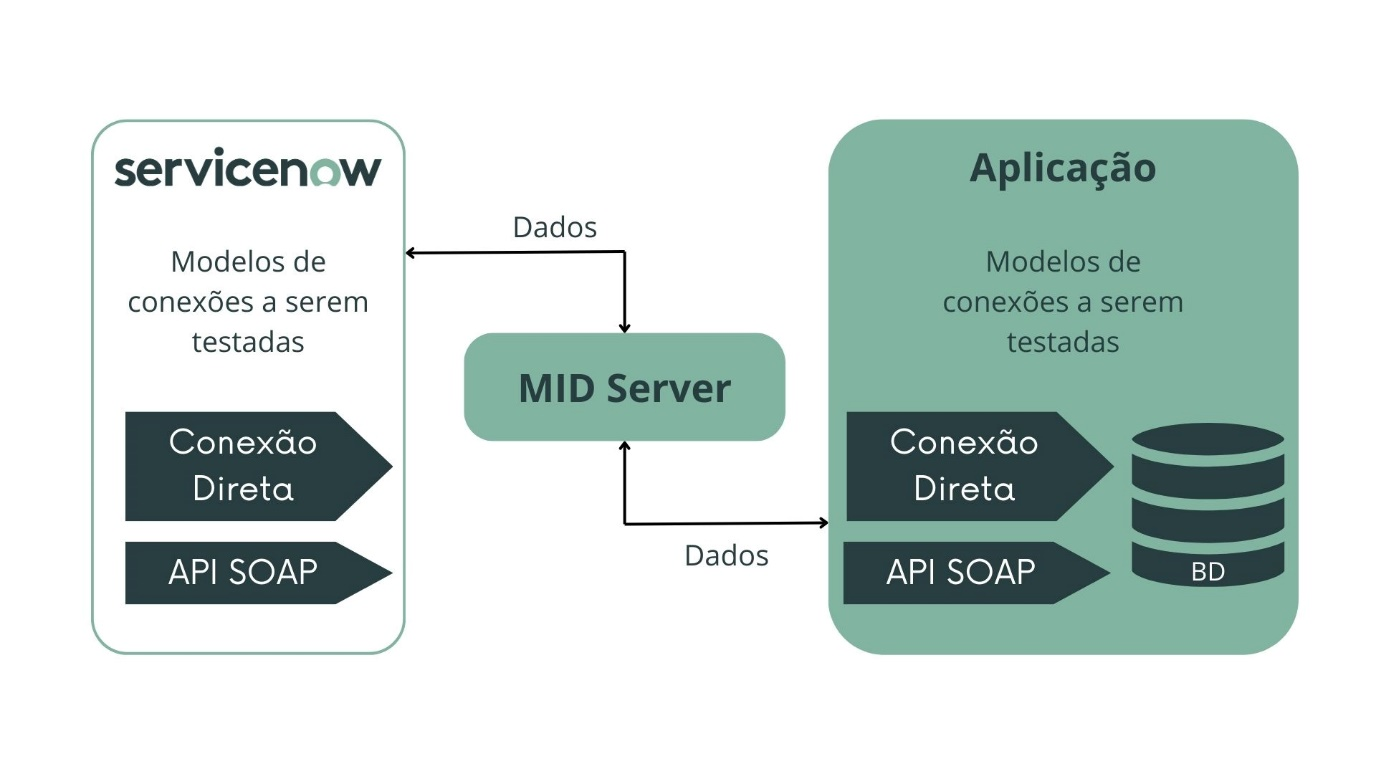 servicenow
Modelos de
conexões a serem
testadas
Conexão
Direta
API SOAP
Dados
MID Server
Dados
Aplicação
Modelos de
conexões a serem
testadas
Conexão
Direta
API SOAP
BD